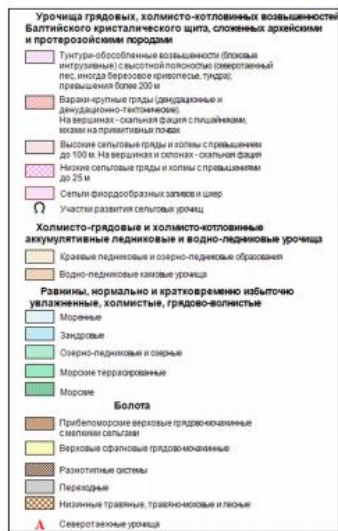 Урочища грядовых, холмисто-котловинных возвышенностей
Балтийского кристалического щита, сложенных архейскими
и протерозойскими породами
Тунтури-обособленные возвышенности (блоковые
интрузивные) с высотной поясностью (северотаежный
лес, иногда березовое криволесье, тундра);
превышения более 200 м
Вараки-крупные гряды (денудационные и
денудационно-тектонические).
На вершинах - скальная фация с лишайниками,
мхами на примитивных почвах
Высокие сельговые гряды и холмы с превышением
до 100 м. На вершинах и склонах - скальная фация
Низкие сельговые гряды и холмы с превышениями
до 25 м
Сельги фиордообразных заливов и шхер
Ω Участки развития сельговых урочищ
Холмисто-грядовые и холмисто-котловинные
аккумулятивные ледниковые и водно-ледниковые урочища
Краевые ледниковые и озерно-ледниковые образования
Водно-ледниковые камовые урочища
Равнины, нормально и кратковременно избыточно
увлажненные, холмистые, грядово-волнистые
Моренные
Зандровые
Озерно-ледниковые и озерные
Морские террасированные
Морские
Болота
Прибеломорские верховые грядово-мочажинные
с мелкими сельгами
Верховые сфагновые грядово-мочажинные
Разнотипные системы
Переходные
Низинные травяные, травяно-моховые и лесные
А Северотаежные урочища